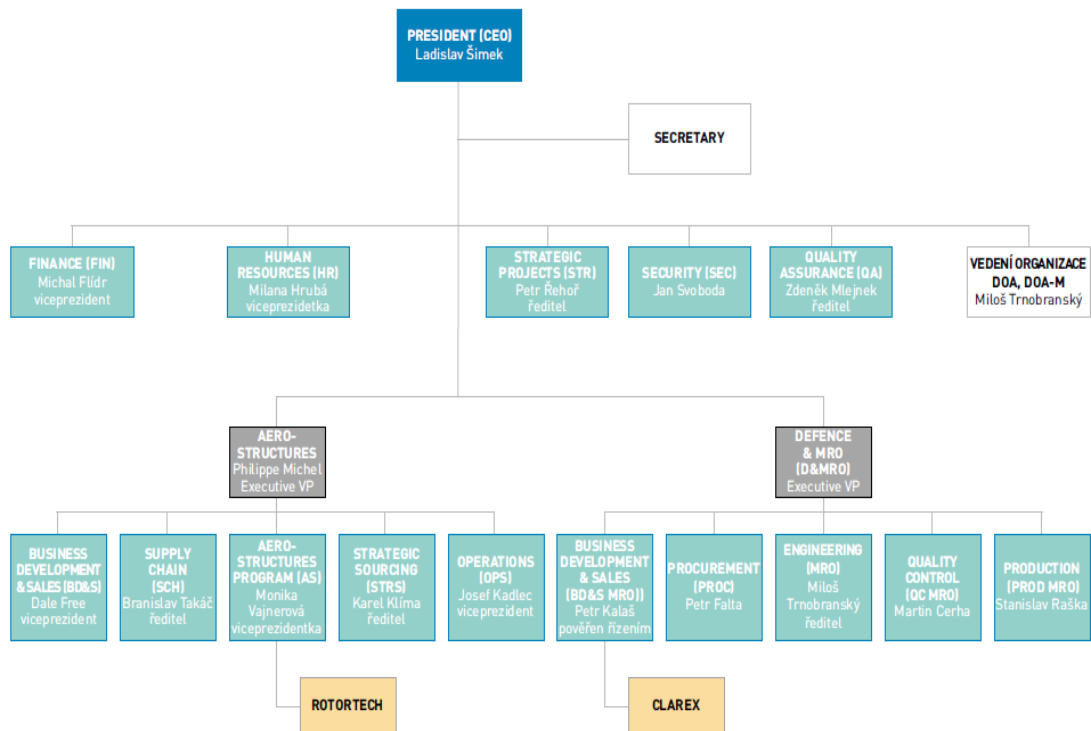 PRESIDENT (CEO)
Ladislav Šimek
SECRETARY
FINANCE (FIN)
Michal Flídr
viceprezident
HUMAN
RESOURCES (HR)
Milana Hrubá
viceprezidetka
STRATEGIC
PROJECTS (STR)
Petr Řehoř
ředitel
SECURITY (SEC)
Jan Svoboda
QUALITY
ASSURANCE (QA)
Zdeněk Mlejnek
ředitel
VEDENÍ ORGANIZACE
DOA, DOA-M
Miloš Trnobranský
AERO-
STRUCTURES
Philippe Michel
Executive VP
DEFENCE
& MRO
(D&MRO)
Executive VP
BUSINESS
DEVELOPMENT
& SALES (BD&S)
Dale Free
viceprezident
SUPPLY
CHAIN
(SCH)
Branislav Takáč
ředitel
AERO-
STRUCTURES
PROGRAM (AS)
Monika
Vajnerová
viceprezidentka
STRATEGIC
SOURCING
(STRS)
Karel Klíma
ředitel
OPERATIONS
(OPS)
Josef Kadlec
viceprezident
BUSINESS
DEVELOPMENT
& SALES
(BD&S MRO))
Petr Kalaš
pověřen řízením
PROCUREMENT
(PROC)
Petr Falta
ENGINEERING
(MRO)
Miloš
Trnobranský
ředitel
QUALITY
CONTROL
(QC MRO)
Martin Cerha
PRODUCTION
(PROD MRO)
Stanislav Raška
ROTORTECH
CLAREX